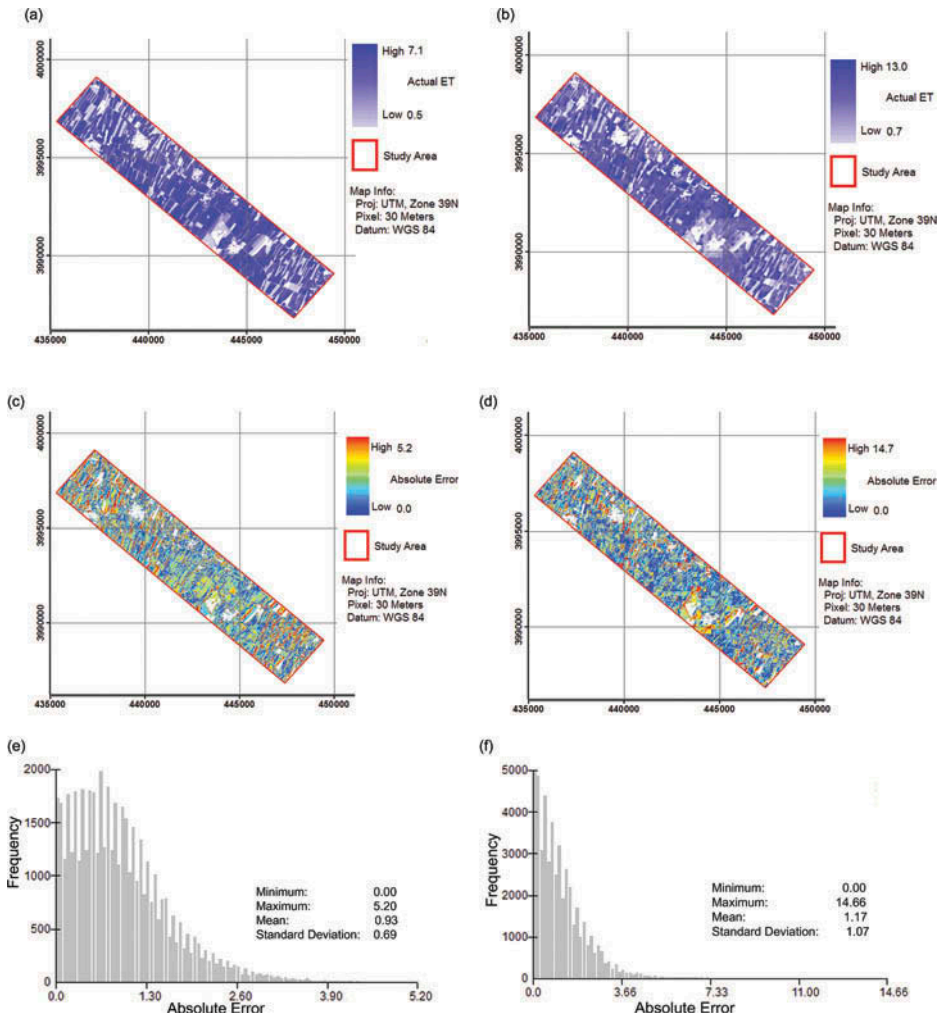 (a)
High 7.1
Actual ET
Low 0.5
Study Area
Map Info:
Proj: UTM, Zone 39N
Pixel: 30 Meters
Datum: WGS 84
4000000
3995000
3990000
435000 440000 445000 450000
(b)
High 13.0
Actual ET
Low 0.7
Study Area
Map Info:
Proj: UTM, Zone 39N
Pixel: 30 Meters
Datum: WGS 84
4000000
3995000
3990000
435000 440000 445000 450000
(c)
High 5.2
Absolute Error
Low 0.0
Study Area
Map Info:
Proj: UTM, Zone 39N
Pixel: 30 Meters
Datum: WGS 84
4000000
3995000
3990000
435000 440000 445000 450000
(d)
High 14.7
Absolute Error
Low 0.0
Study Area
Map Info:
Proj: UTM, Zone 39N
Pixel: 30 Meters
Datum: WGS 84
4000000
3995000
3990000
435000 440000 445000 450000
(e)
2000
1500
1000
500
0
Frequency
Minimum: 0.00
Maximum: 5.20
Mean: 0.93
Standard Deviation: 0.69
0.0 1.30 2.60 3.90 5.20
Absolute Error
(f)
5000
4000
3000
2000
1000
0
Frequency
Minimum: 0.00
Maximum: 14.66
Mean: 1.17
Standard Deviation: 1.07
0.0 3.66 7.33 11.00 14.66
Absolute Error